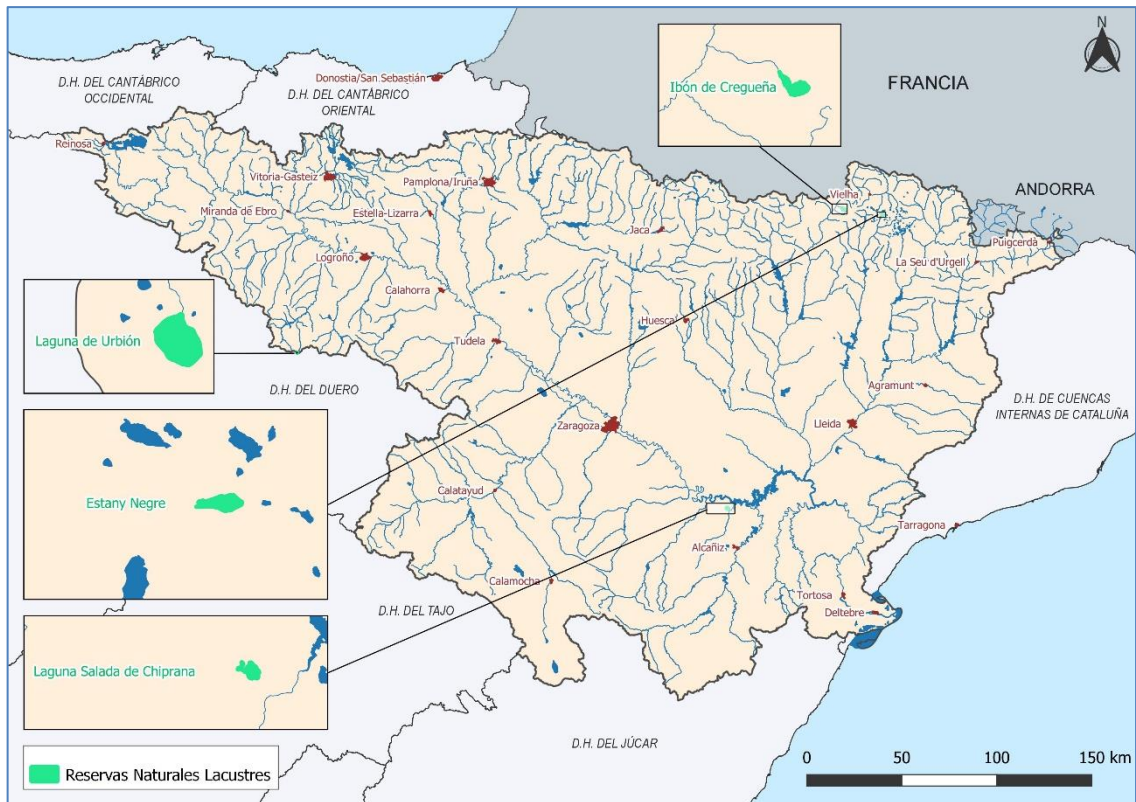 N
D.H. DEL CANTÁBRICO
OCCIDENTAL
Donostia/San Sebastián
D.H. DEL CANTÁBRICO
ORIENTAL
Ibón de Cregueña
FRANCIA
Reinosa
Vitoria-Gasteiz
Pamplona/Iruña
Vielha
ANDORRA
Miranda de Ebro
Estella-Lizarra
Jaca
Puigcerdà
La Seu d'Urgell
Logroño
Calahorra
Huesca
Laguna de Urbión
Tudela
D.H. DEL DUERO
Agramunt
D.H. DE CUENCAS
INTERNAS DE CATALUÑA
Zaragoza
Lleida
Estany Negre
Calatayud
Tarragona
Alcañiz
Calamocha
Tortosa
D.H. DEL TAJO
Deltebre
Laguna Salada de Chiprana
D.H. DEL JÚCAR
Reservas Naturales Lacustres
0 50 100 150 km